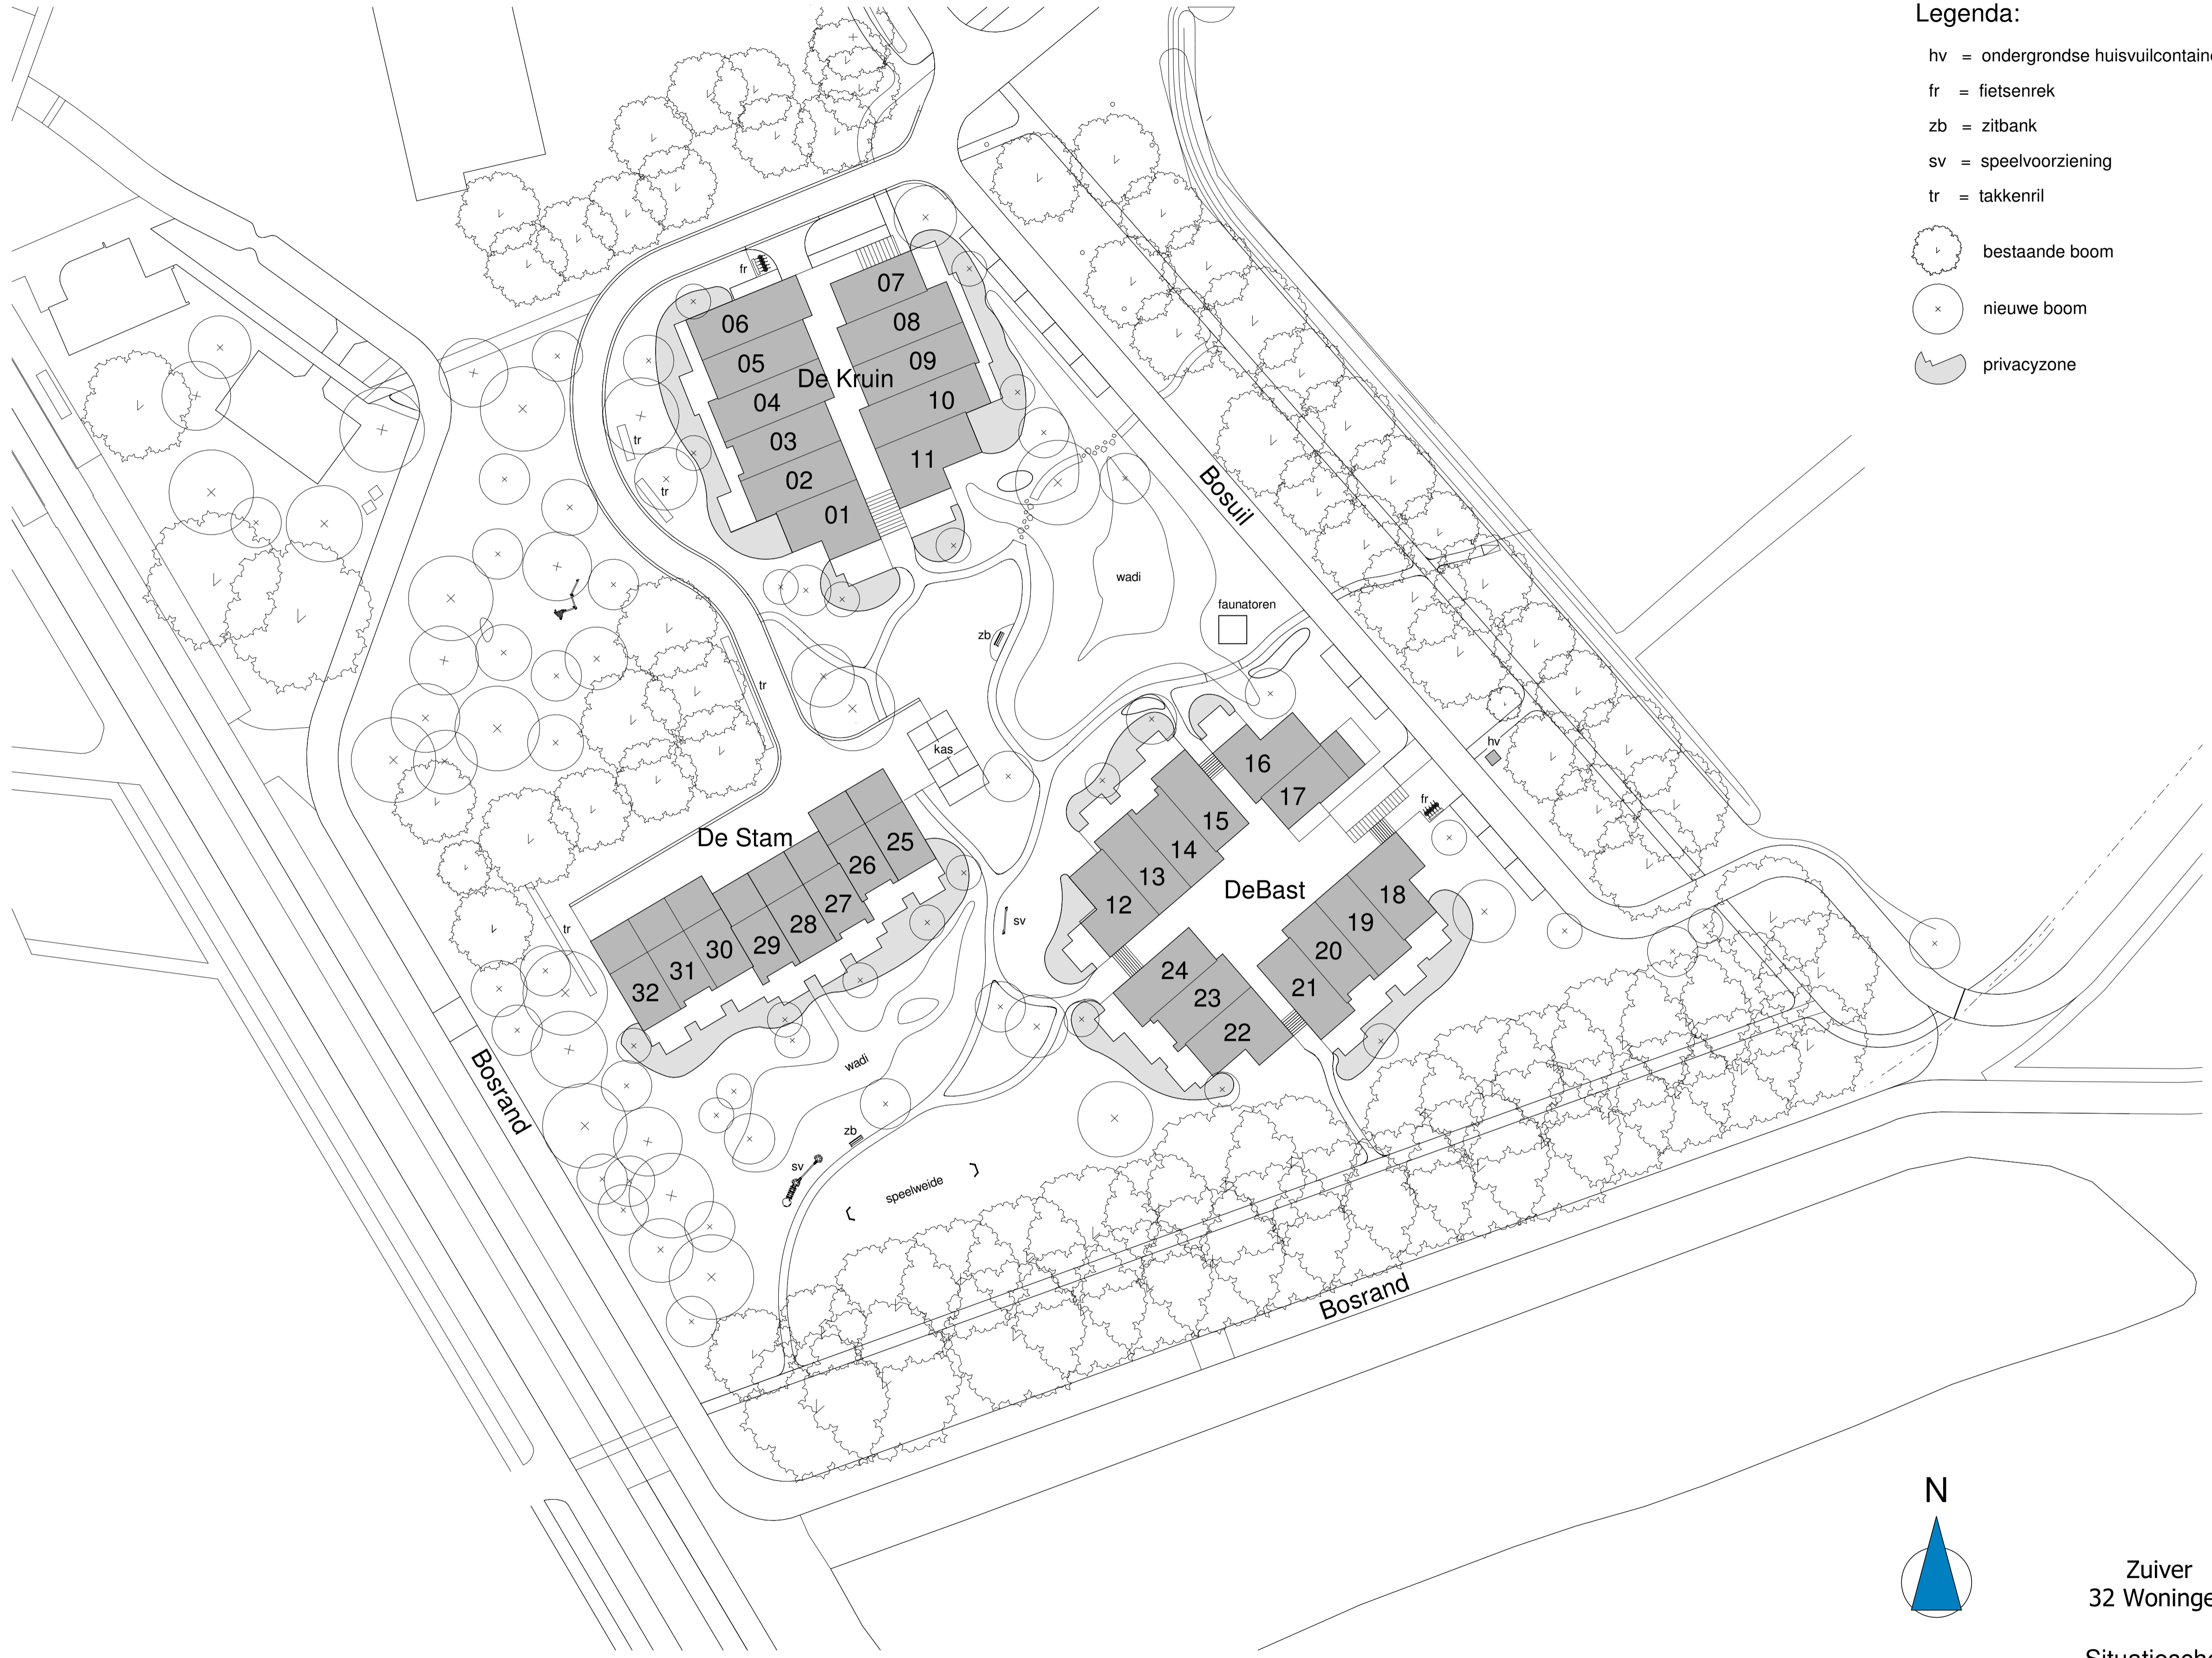 Legenda:
hv = ondergrondse huisvuilcontain
fr = fietsenrek
zb = zitbank
sv = speelvoorziening
tr = takkenril
bestaande boom
nieuwe boom
privacyzone
fr
07
06
08
05
09
De Kruin
04
10
03
tr
11
02
tr
01
Bosuil
wadi
faunatoren
zb
tr
kas
hv
16
17
fr
15
De Stam
25
14
26
13
DeBast
18
27
12
19
28
sv
tr
29
30
20
31
24
21
32
23
22
wadi
Bosrand
zb
sv
speelweide
Bosrand
N
Zuiver
32 Woninge